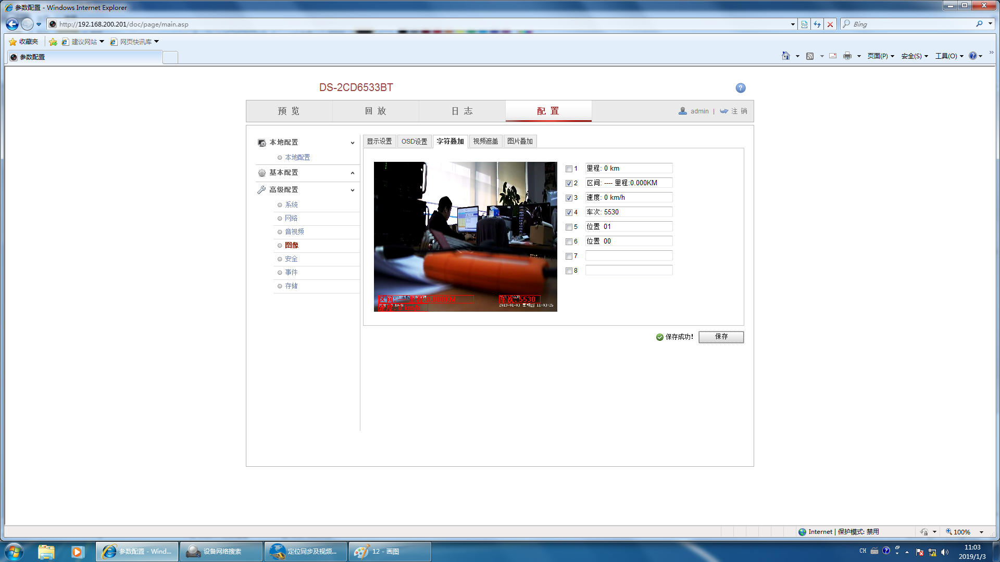 参数配置 - Windows Internet Explorer
http://192.168.200.201/doc/page/main.asp
Bing
收藏夹
建议网站
网页快讯库
参数配置
页面(P)
安全(S)
工具(O)
DS-2CD6533BT
预 览
回 放
日 志
配 置
admin | 注 销
本地配置
本地配置
基本配置
高级配置
系统
网络
音视频
图像
安全
事件
存储
显示设置
OSD设置
字符叠加
视频遮盖
图片叠加
1 里程: 0 km
2 区间: ---- 里程:0.000KM
3 速度: 0 km/h
4 车次: 5530
5 位置 01
6 位置 00
7
8
区间: ---- 里程:0.000KM
速度: 0 km/h
车次: 5530
2019-01-03 星期四 11:03:26
保存成功!
保存
Internet | 保护模式: 禁用
100%
参数配置 - Wind...
设备网络搜索
定位同步及视频...
12 - 画图
CH
11:03
2019/1/3